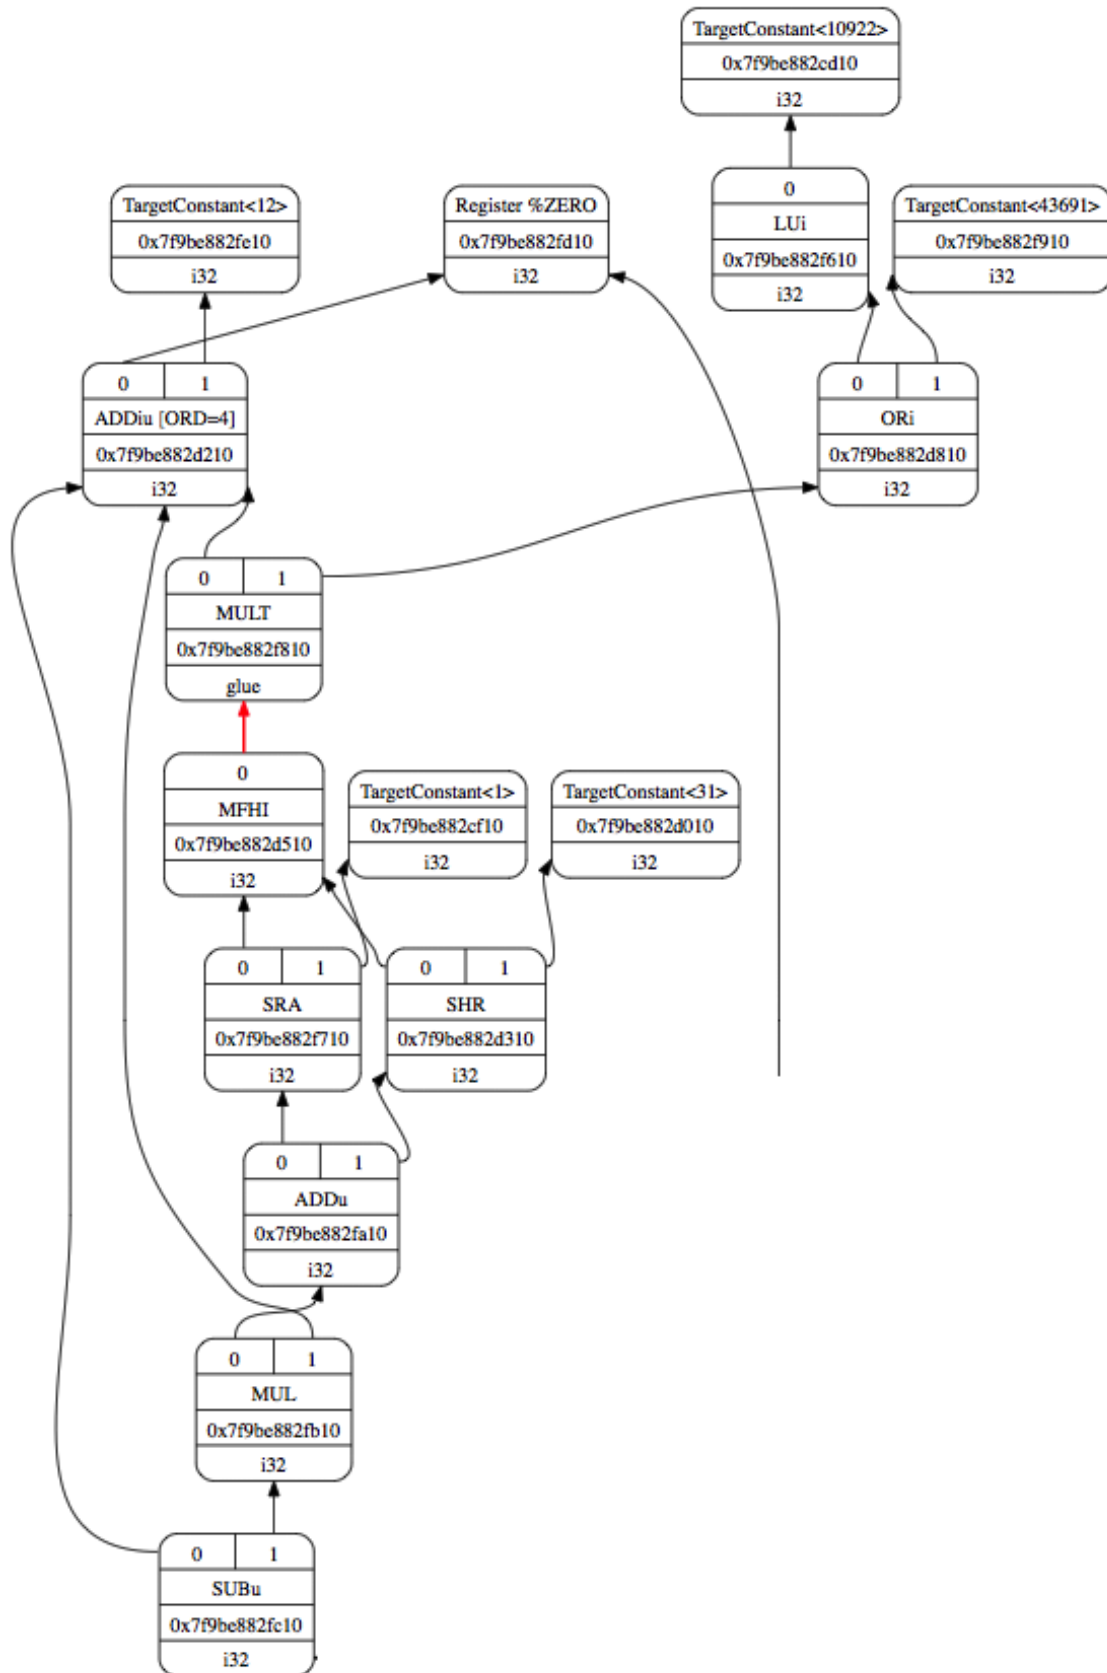 TargetConstant<10922>
0x7f9be882cd10
i32
TargetConstant<12>
0x7f9be882fe10
i32
Register %ZERO
0x7f9be882fd10
i32
0
LUi
0x7f9be882f610
i32
TargetConstant<43691>
0x7f9be882f910
i32
0 1
ADDiu [ORD=4]
0x7f9be882d210
i32
0 1
ORi
0x7f9be882d810
i32
0 1
MULT
0x7f9be882f810
glue
0
MFHI
0x7f9be882d510
i32
TargetConstant<1>
0x7f9be882cf10
i32
TargetConstant<31>
0x7f9be882d010
i32
0 1
SRA
0x7f9be882f710
i32
0 1
SHR
0x7f9be882d310
i32
0 1
ADDu
0x7f9be882fa10
i32
0 1
MUL
0x7f9be882fb10
i32
0 1
SUBu
0x7f9be882fc10
i32